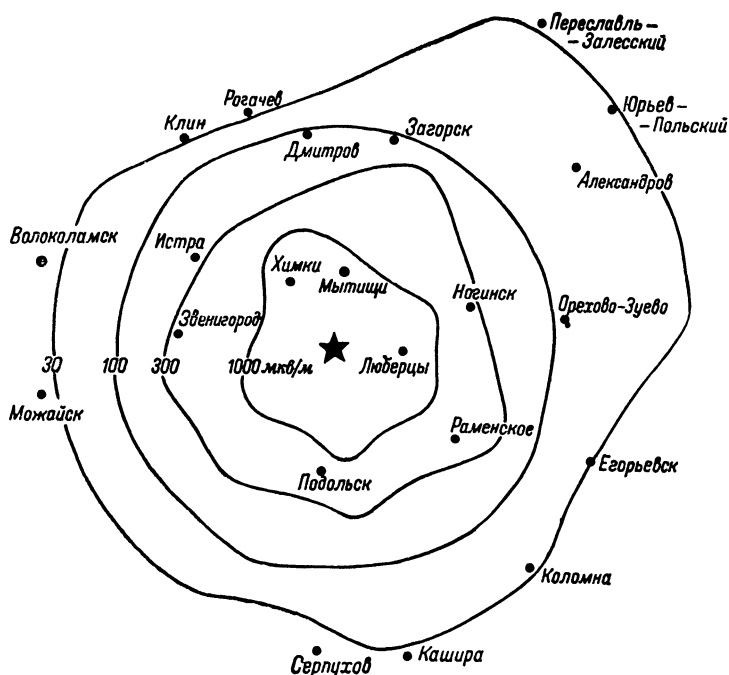 Переславль-
-Залесский
Рогачев
Юрьев-
-Польский
Клин
Загорск
Дмитров
Александров
Волоколамск
Истра
Химки
Мытищи
Ногинск
Орехово-Зуево
Звенигород
30
100
300
1000 мкв/м
Люберцы
Можайск
Раменское
Егорьевск
Подольск
Коломна
Серпухов
Кашира